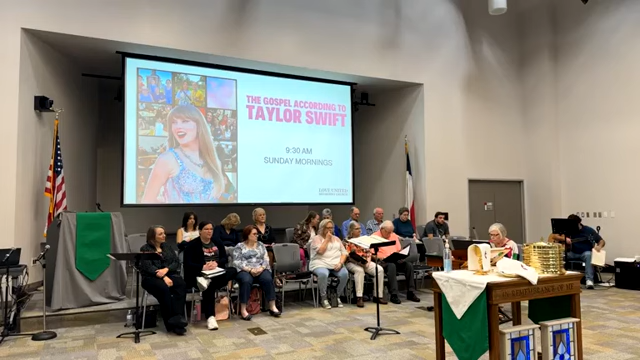 THE GOSPEL ACCORDING TO
TAYLOR SWIFT
9:30 AM
SUNDAY MORNINGS